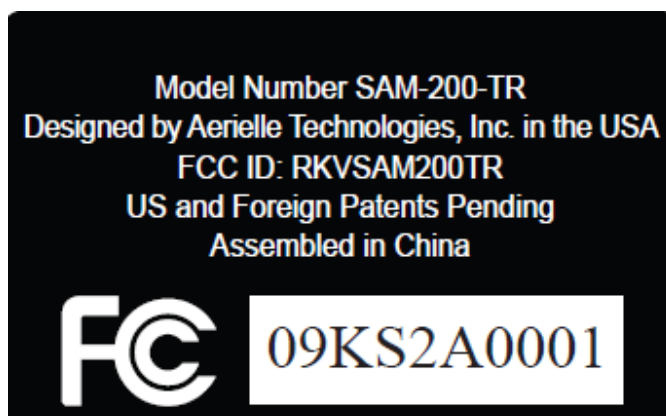 Model Number SAM-200-TR
Designed by Aerielle Technologies, Inc. in the USA
FCC ID: RKVSAM200TR
US and Foreign Patents Pending
Assembled in China
FC 09KS2A0001